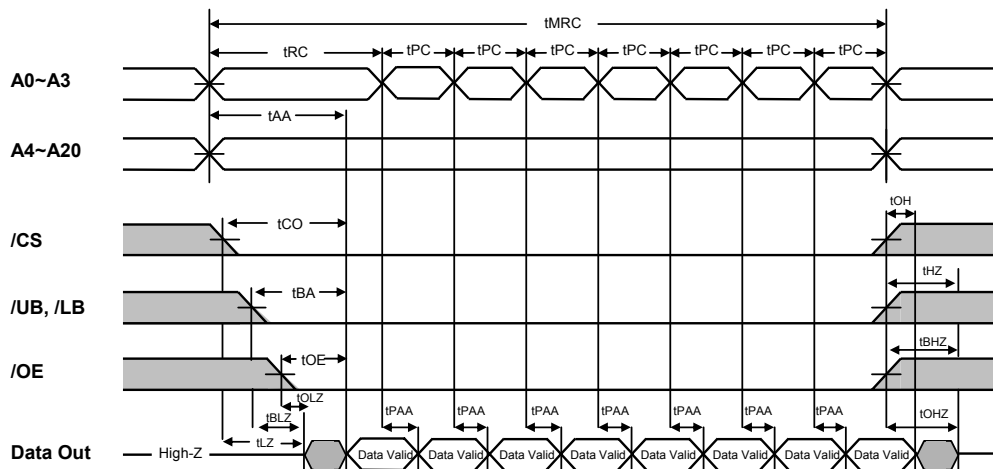 tMRC
tRC tPC tPC tPC tPC tPC tPC tPC
A0~A3
tAA
A4~A20
tOH
tCO
/CS
tHZ
tBA
/UB, /LB
tBHZ
tOE
/OE
tOLZ
tPAA tPAA tPAA tPAA tPAA tPAA tPAA tOHZ
tBLZ
tLZ
Data Out High-Z Data Valid Data Valid Data Valid Data Valid Data Valid Data Valid Data Valid Data Valid